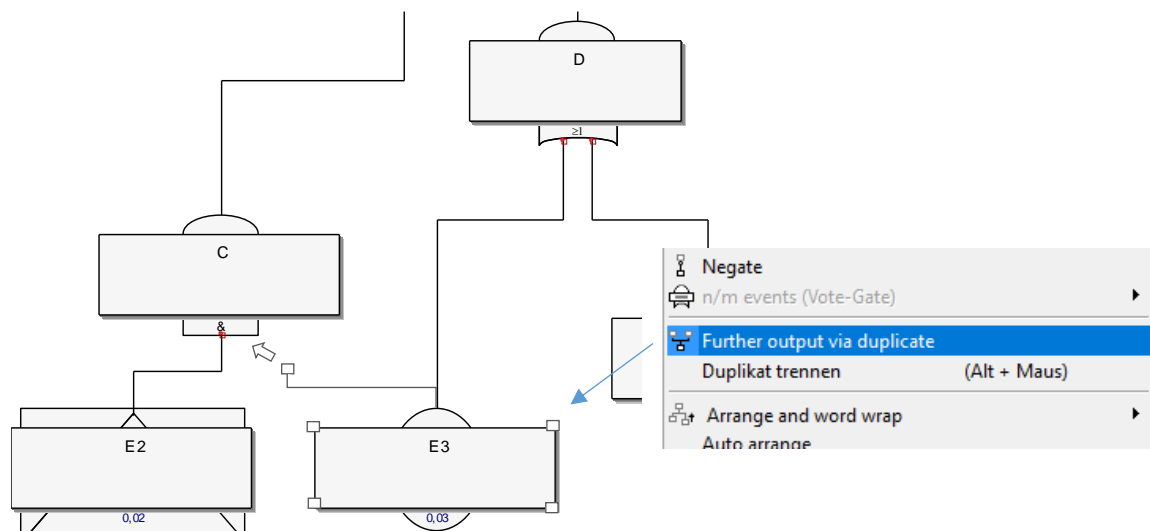 D
≥1
C
&
E2
0,02
E3
0,03
Negate
n/m events (Vote-Gate)
Further output via duplicate
Duplikat trennen (Alt + Maus)
Arrange and word wrap
Auto arrange